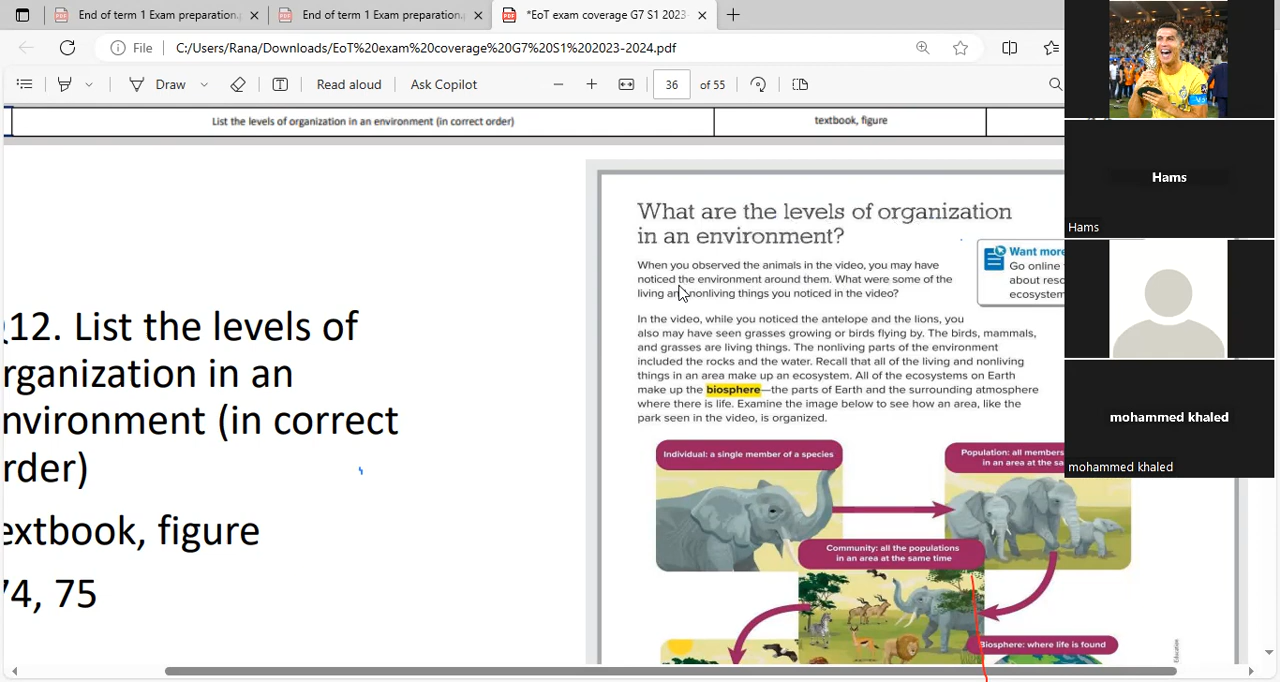 End of term 1 Exam preparation.
End of term 1 Exam preparation.
*EoT exam coverage G7 S1 2023-
File
C:/Users/Rana/Downloads/EoT%20exam%20coverage%20G7%20S1%202023-2024.pdf
Draw
Read aloud
Ask Copilot
36
of 55
List the levels of organization in an environment (in correct order)
textbook, figure
12. List the levels of
rganization in an
nvironment (in correct
rder)
extbook, figure
74, 75
What are the levels of organization
in an environment?
When you observed the animals in the video, you may have
noticed the environment around them. What were some of the
living and nonliving things you noticed in the video?
Want more
Go online
about reso
ecosystem
In the video, while you noticed the antelope and the lions, you
also may have seen grasses growing or birds flying by. The birds, mammals,
and grasses are living things. The nonliving parts of the environment
included the rocks and the water. Recall that all of the living and nonliving
things in an area make up an ecosystem. All of the ecosystems on Earth
make up the biosphere—the parts of Earth and the surrounding atmosphere
where there is life. Examine the image below to see how an area, like the
park seen in the video, is organized.
Individual: a single member of a species
Population: all members
in an area at the sa
Community: all the populations
in an area at the same time
Biosphere: where life is found
Education
Hams
Hams
mohammed khaled
mohammed khaled